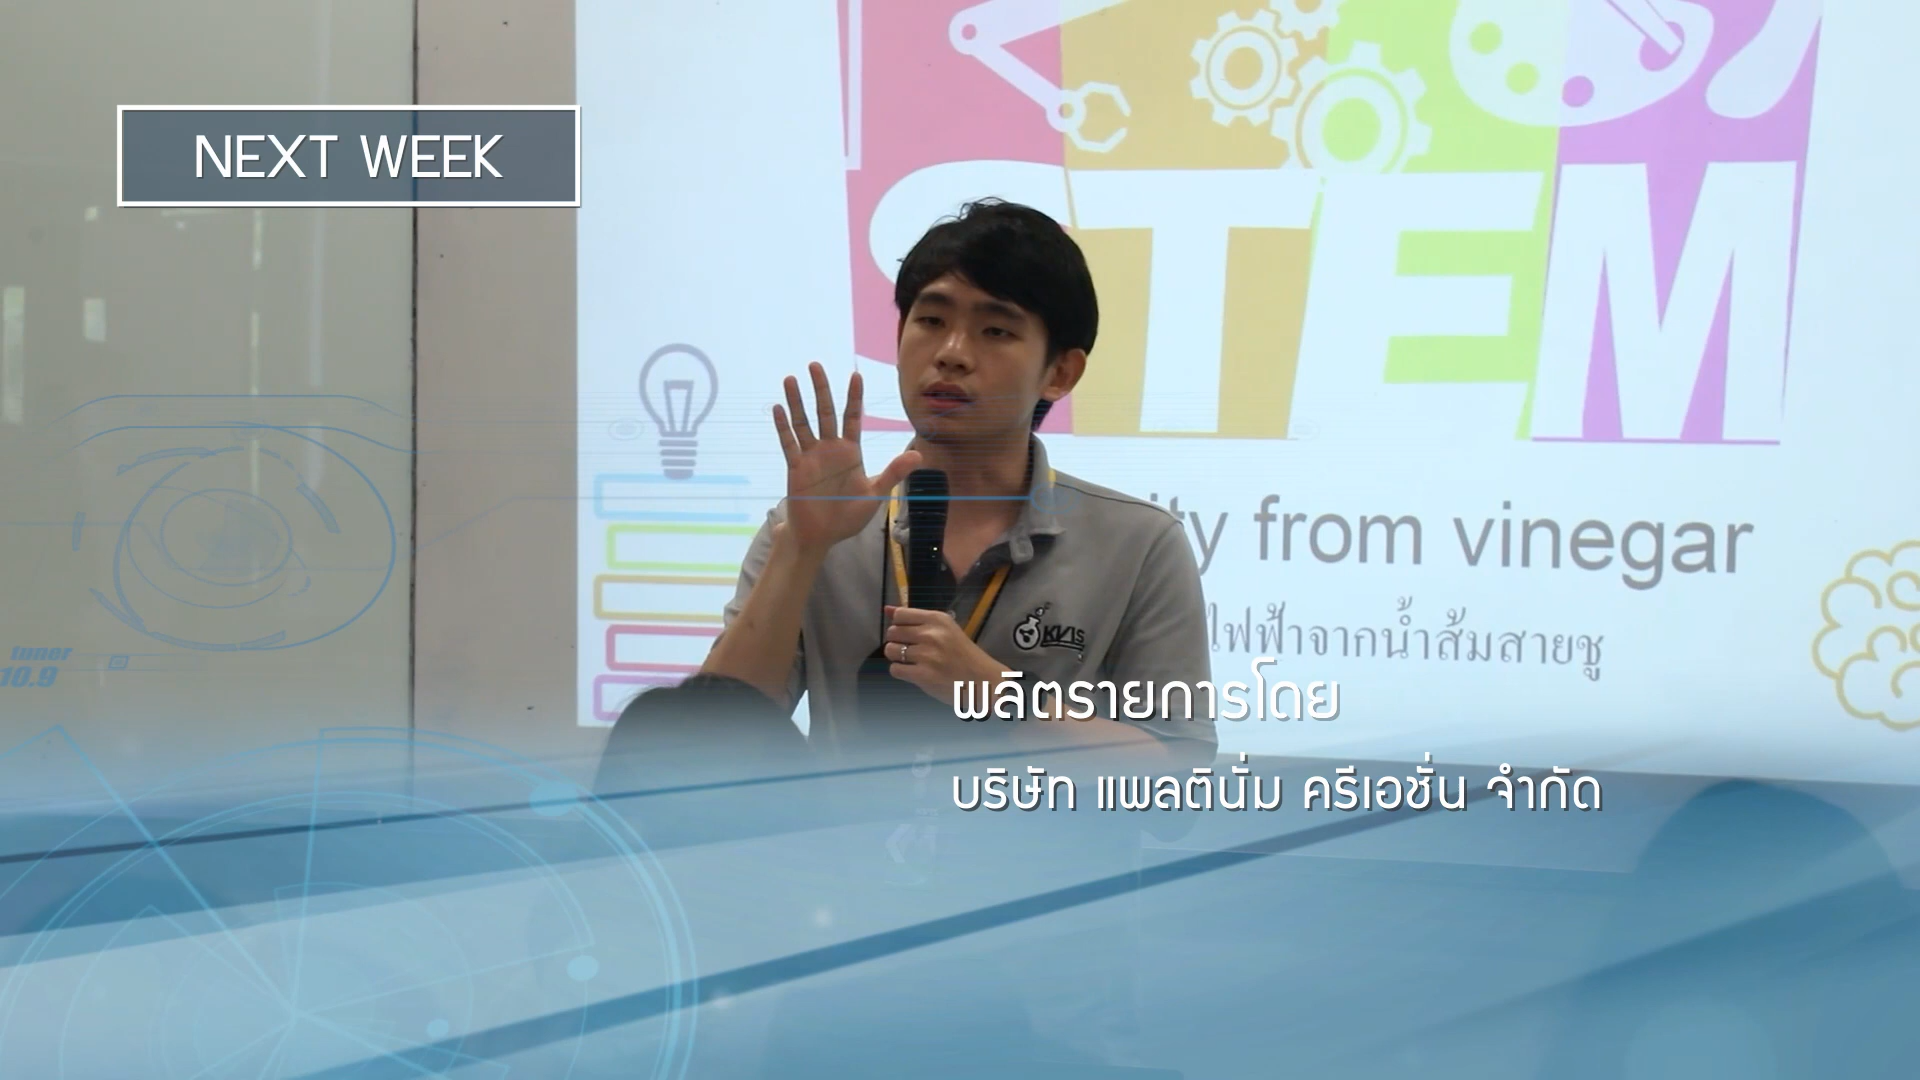 NEXT WEEK
STEM
from vinegar
ไฟฟ้าจากน้ำส้มสายชู
KVIS
tuner
10.9
ผลิตรายการโดย
บริษัท แพลตินั่ม ครีเอชั่น จำกัด